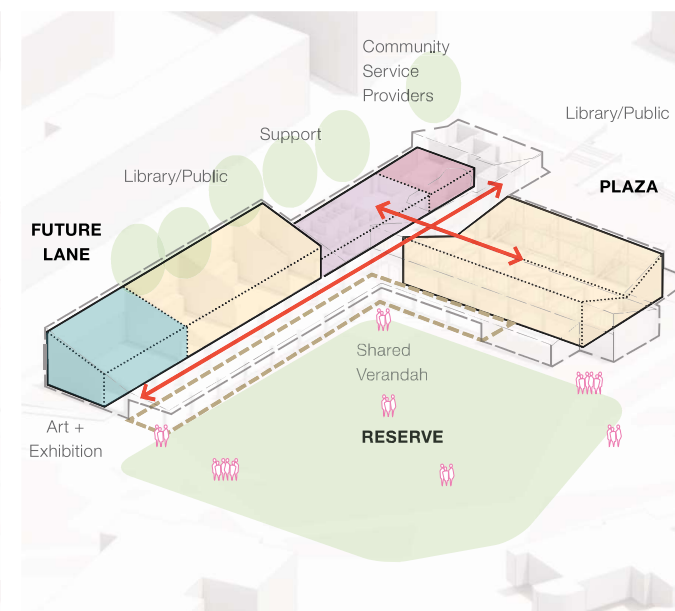 Community
Service
Providers
Library/Public
Support
Library/Public
PLAZA
FUTURE
LANE
Shared
Verandah
Art +
Exhibition
RESERVE